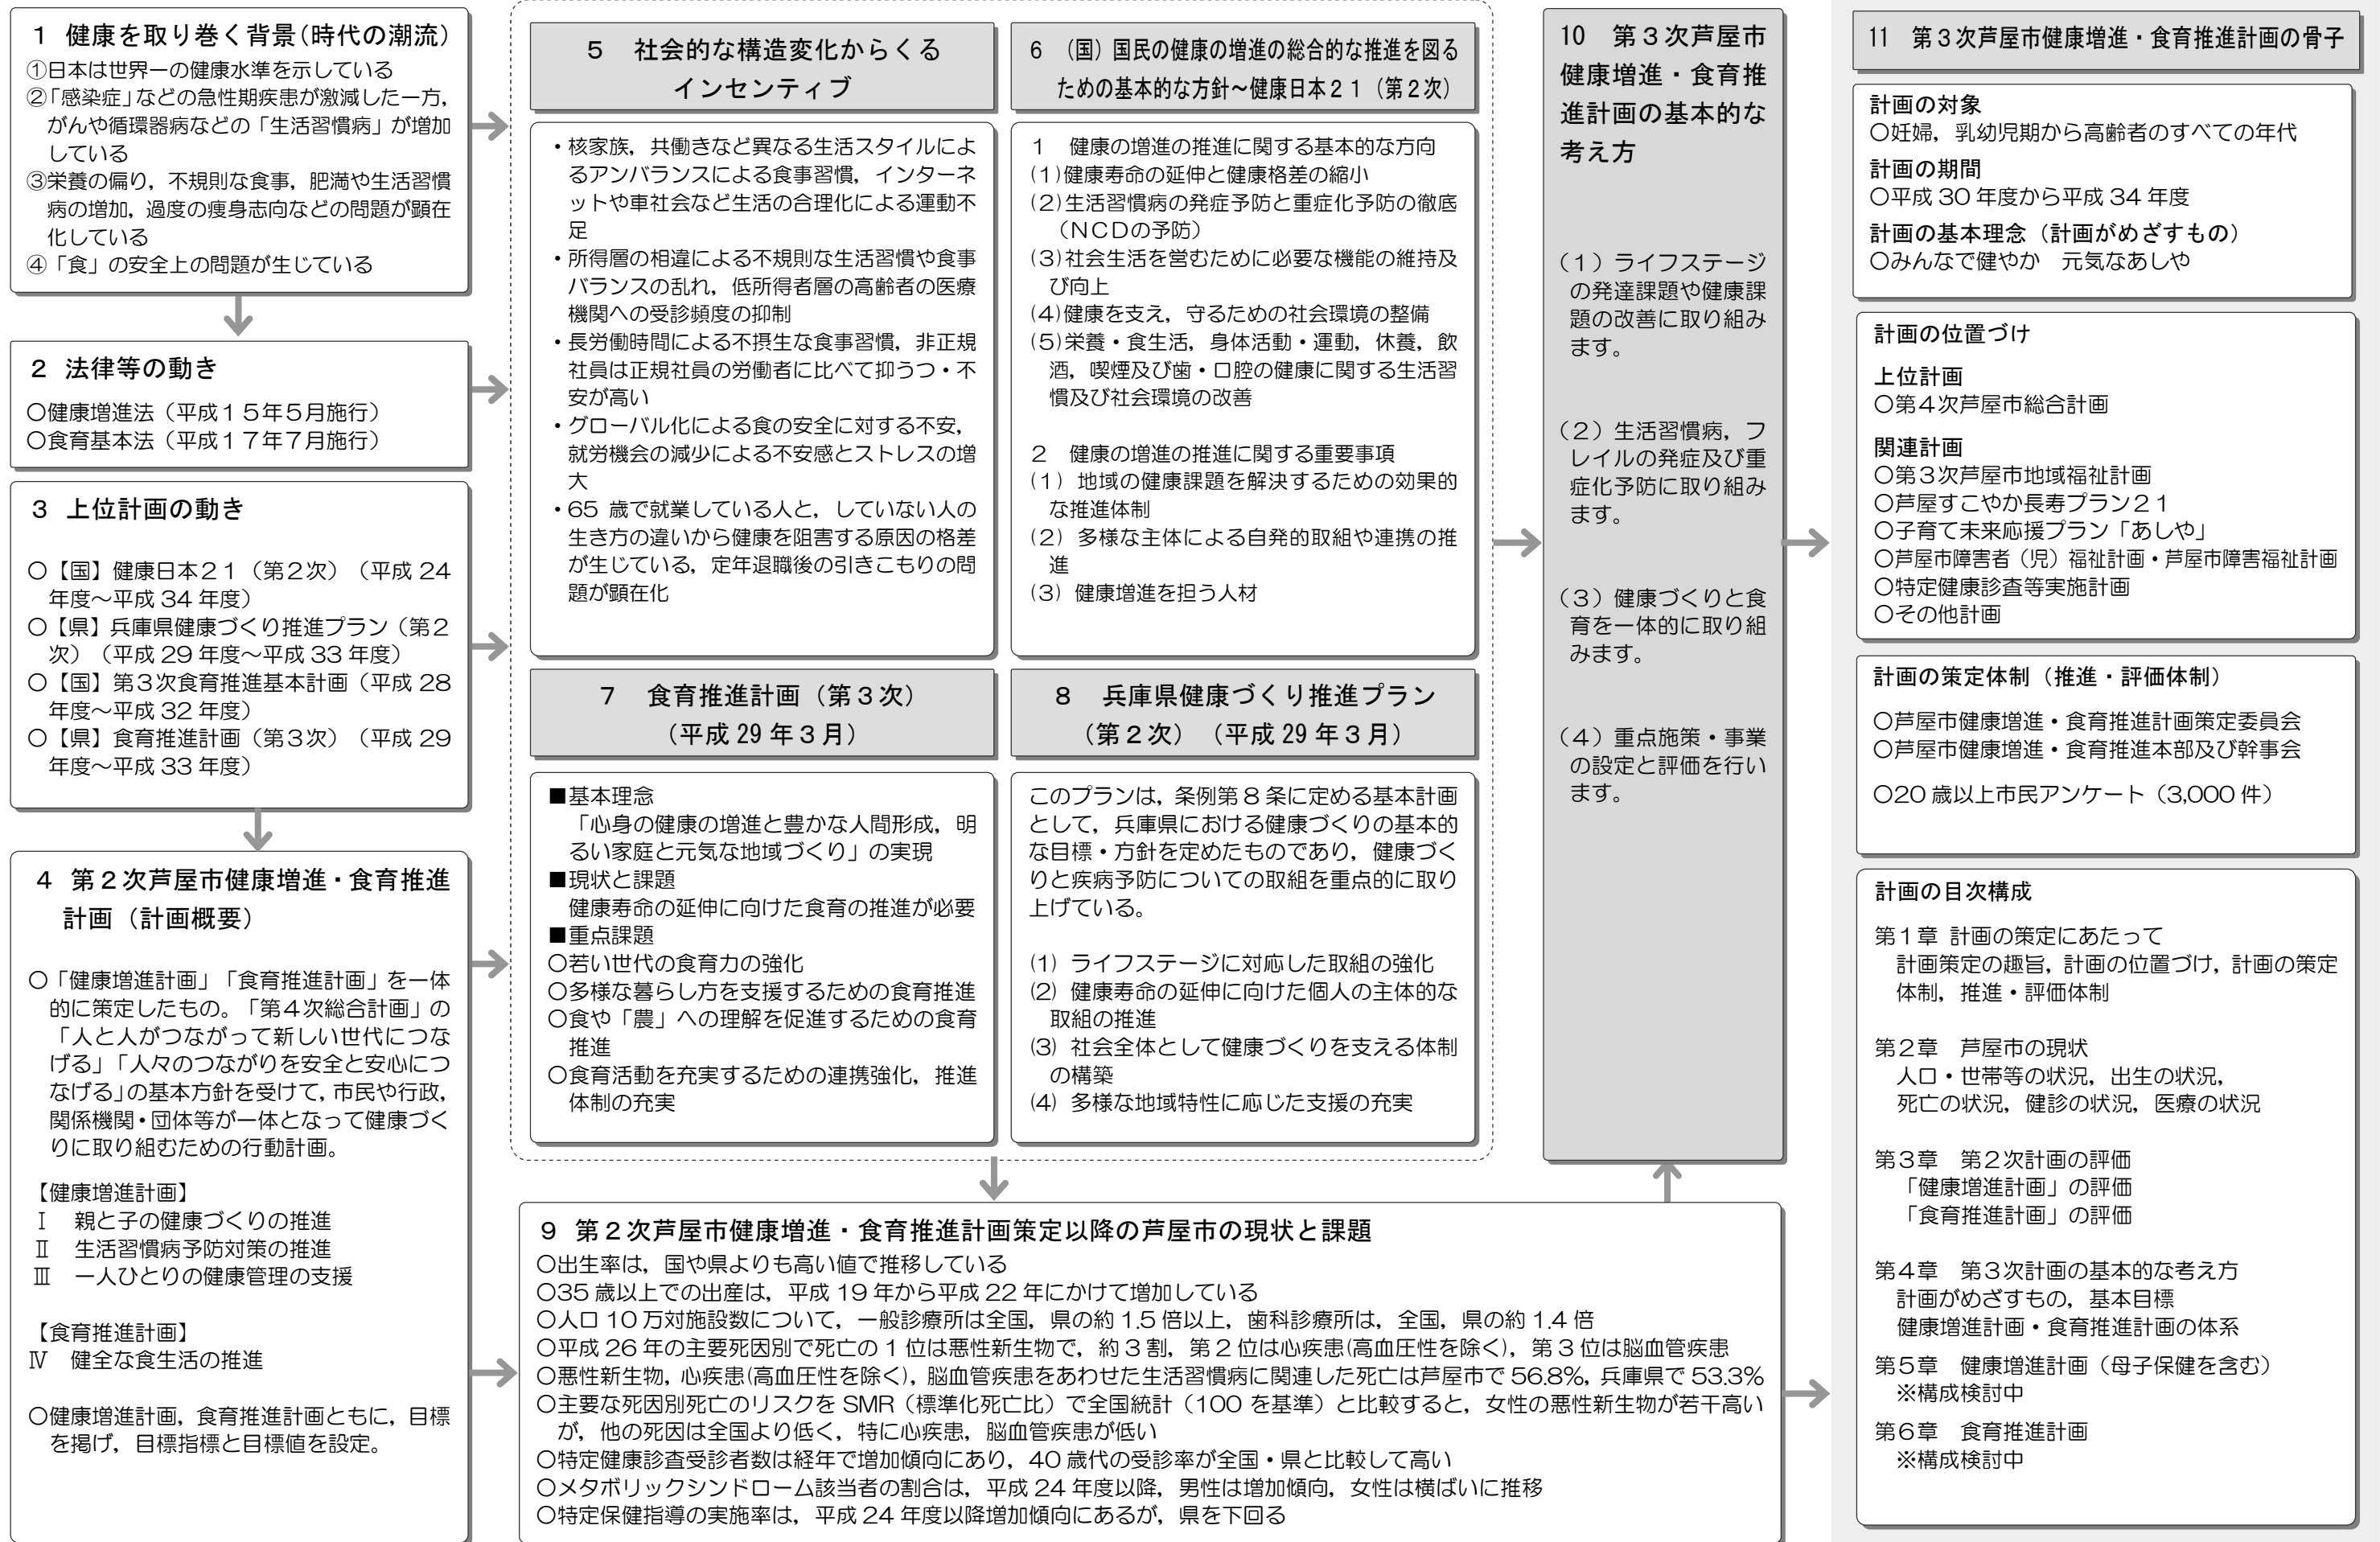 1 健康を取り巻く背景(時代の潮流)
①日本は世界一の健康水準を示している
②「感染症」などの急性期疾患が激減した一方，
がんや循環器病などの「生活習慣病」が増加
している
③栄養の偏り，不規則な食事，肥満や生活習慣
病の増加，過度の痩身志向などの問題が顕在
化している
④「食」の安全上の問題が生じている
2 法律等の動き
○健康増進法（平成１５年５月施行）
○食育基本法（平成１７年７月施行）
3 上位計画の動き
○【国】健康日本２１（第２次）（平成 24
年度～平成 34 年度）
○【県】兵庫県健康づくり推進プラン（第２
次）（平成 29 年度～平成 33 年度）
○【国】第３次食育推進基本計画（平成 28
年度～平成 32 年度）
○【県】食育推進計画（第３次）（平成 29
年度～平成 33 年度）
4 第２次芦屋市健康増進・食育推進
計画（計画概要）
○「健康増進計画」「食育推進計画」を一体
的に策定したもの。「第４次総合計画」の
「人と人がつながって新しい世代につな
げる」「人々のつながりを安全と安心につ
なげる」の基本方針を受けて，市民や行政，
関係機関・団体等が一体となって健康づく
りに取り組むための行動計画。
【健康増進計画】
Ⅰ 親と子の健康づくりの推進
Ⅱ 生活習慣病予防対策の推進
Ⅲ 一人ひとりの健康管理の支援
【食育推進計画】
Ⅳ 健全な食生活の推進
○健康増進計画，食育推進計画ともに，目標
を掲げ，目標指標と目標値を設定。
5 社会的な構造変化からくる
インセンティブ
・核家族，共働きなど異なる生活スタイルによ
るアンバランスによる食事習慣，インターネ
ットや車社会など生活の合理化による運動不
足
・所得層の相違による不規則な生活習慣や食事
バランスの乱れ，低所得者層の高齢者の医療
機関への受診頻度の抑制
・長労働時間による不摂生な食事習慣，非正規
社員は正規社員の労働者に比べて抑うつ・不
安が高い
・グローバル化による食の安全に対する不安，
就労機会の減少による不安感とストレスの増
大
・65 歳で就業している人と，していない人の
生き方の違いから健康を阻害する原因の格差
が生じている，定年退職後の引きこもりの問
題が顕在化
6 （国）国民の健康の増進の総合的な推進を図る
ための基本的な方針～健康日本２１（第２次）
1 健康の増進の推進に関する基本的な方向
(1)健康寿命の延伸と健康格差の縮小
(2)生活習慣病の発症予防と重症化予防の徹底
（ＮＣＤの予防）
(3)社会生活を営むために必要な機能の維持及
び向上
(4)健康を支え，守るための社会環境の整備
(5)栄養・食生活，身体活動・運動，休養，飲
酒，喫煙及び歯・口腔の健康に関する生活習
慣及び社会環境の改善
2 健康の増進の推進に関する重要事項
(1) 地域の健康課題を解決するための効果的
な推進体制
(2) 多様な主体による自発的取組や連携の推
進
(3) 健康増進を担う人材
7 食育推進計画（第３次）
（平成 29 年３月）
■基本理念
「心身の健康の増進と豊かな人間形成，明
るい家庭と元気な地域づくり」の実現
■現状と課題
健康寿命の延伸に向けた食育の推進が必要
■重点課題
○若い世代の食育力の強化
○多様な暮らし方を支援するための食育推進
○食や「農」への理解を促進するための食育
推進
○食育活動を充実するための連携強化，推進
体制の充実
8 兵庫県健康づくり推進プラン
（第２次）（平成 29 年３月）
このプランは，条例第 8 条に定める基本計画
として，兵庫県における健康づくりの基本的
な目標・方針を定めたものであり，健康づく
りと疾病予防についての取組を重点的に取り
上げている。
(1) ライフステージに対応した取組の強化
(2) 健康寿命の延伸に向けた個人の主体的な
取組の推進
(3) 社会全体として健康づくりを支える体制
の構築
(4) 多様な地域特性に応じた支援の充実
9 第２次芦屋市健康増進・食育推進計画策定以降の芦屋市の現状と課題
○出生率は，国や県よりも高い値で推移している
○35 歳以上での出産は，平成 19 年から平成 22 年にかけて増加している
○人口 10 万対施設数について，一般診療所は全国，県の約 1.5 倍以上，歯科診療所は，全国，県の約 1.4 倍
○平成 26 年の主要死因別で死亡の 1 位は悪性新生物で，約 3 割，第 2 位は心疾患(高血圧性を除く)，第 3 位は脳血管疾患
○悪性新生物，心疾患(高血圧性を除く)，脳血管疾患をあわせた生活習慣病に関連した死亡は芦屋市で 56.8%，兵庫県で 53.3%
○主要な死因別死亡のリスクを SMR（標準化死亡比）で全国統計（100 を基準）と比較すると，女性の悪性新生物が若干高い
が，他の死因は全国より低く，特に心疾患，脳血管疾患が低い
○特定健康診査受診者数は経年で増加傾向にあり，40 歳代の受診率が全国・県と比較して高い
○メタボリックシンドローム該当者の割合は，平成 24 年度以降，男性は増加傾向，女性は横ばいに推移
○特定保健指導の実施率は，平成 24 年度以降増加傾向にあるが，県を下回る
10 第３次芦屋市
健康増進・食育推
進計画の基本的な
考え方
（１）ライフステージ
の発達課題や健康課
題の改善に取り組み
ます。
（２）生活習慣病，フ
レイルの発症及び重
症化予防に取り組み
ます。
（３）健康づくりと食
育を一体的に取り組
みます。
（４）重点施策・事業
の設定と評価を行い
ます。
11 第３次芦屋市健康増進・食育推進計画の骨子
計画の対象
○妊婦，乳幼児期から高齢者のすべての年代
計画の期間
○平成 30 年度から平成 34 年度
計画の基本理念（計画がめざすもの）
○みんなで健やか 元気なあしや
計画の位置づけ
上位計画
○第４次芦屋市総合計画
関連計画
○第３次芦屋市地域福祉計画
○芦屋すこやか長寿プラン２１
○子育て未来応援プラン「あしや」
○芦屋市障害者（児）福祉計画・芦屋市障害福祉計画
○特定健康診査等実施計画
○その他計画
計画の策定体制（推進・評価体制）
○芦屋市健康増進・食育推進計画策定委員会
○芦屋市健康増進・食育推進本部及び幹事会
○20 歳以上市民アンケート（3,000 件）
計画の目次構成
第１章 計画の策定にあたって
計画策定の趣旨，計画の位置づけ，計画の策定
体制，推進・評価体制
第２章 芦屋市の現状
人口・世帯等の状況，出生の状況，
死亡の状況，健診の状況，医療の状況
第３章 第２次計画の評価
「健康増進計画」の評価
「食育推進計画」の評価
第４章 第３次計画の基本的な考え方
計画がめざすもの，基本目標
健康増進計画・食育推進計画の体系
第５章 健康増進計画（母子保健を含む）
※構成検討中
第６章 食育推進計画
※構成検討中